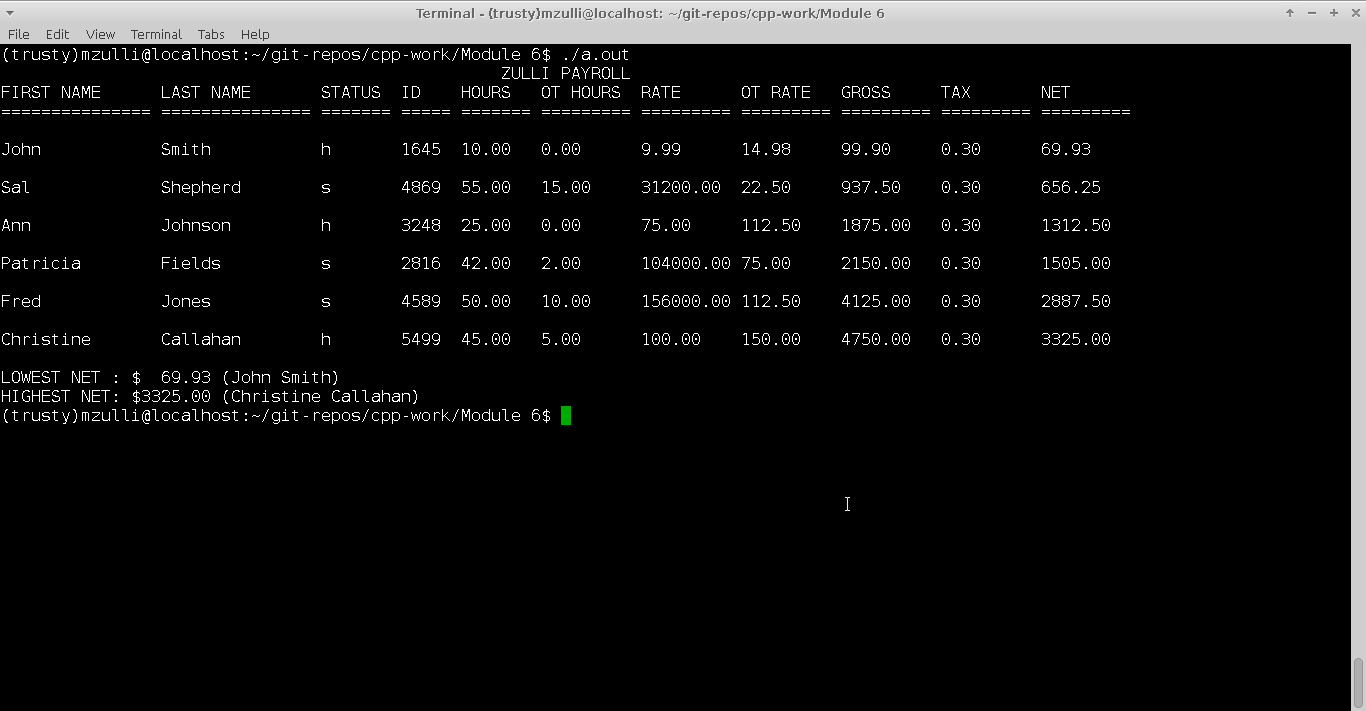 Terminal - (trusty)mzulli@localhost: ~/git-repos/cpp-work/Module 6
File Edit View Terminal Tabs Help
(trusty)mzulli@localhost:~/git-repos/cpp-work/Module 6$ ./a.out
ZULLI PAYROLL
FIRST NAME LAST NAME STATUS ID HOURS OT HOURS RATE OT RATE GROSS TAX NET
=============== =============== ======= ===== ======= ========= ========= ========= ========= ========= =========
John Smith h 1645 10.00 0.00 9.99 14.98 99.90 0.30 69.93
Sal Shepherd s 4869 55.00 15.00 31200.00 22.50 937.50 0.30 656.25
Ann Johnson h 3248 25.00 0.00 75.00 112.50 1875.00 0.30 1312.50
Patricia Fields s 2816 42.00 2.00 104000.00 75.00 2150.00 0.30 1505.00
Fred Jones s 4589 50.00 10.00 156000.00 112.50 4125.00 0.30 2887.50
Christine Callahan h 5499 45.00 5.00 100.00 150.00 4750.00 0.30 3325.00
LOWEST NET : $  69.93 (John Smith)
HIGHEST NET: $3325.00 (Christine Callahan)
(trusty)mzulli@localhost:~/git-repos/cpp-work/Module 6$